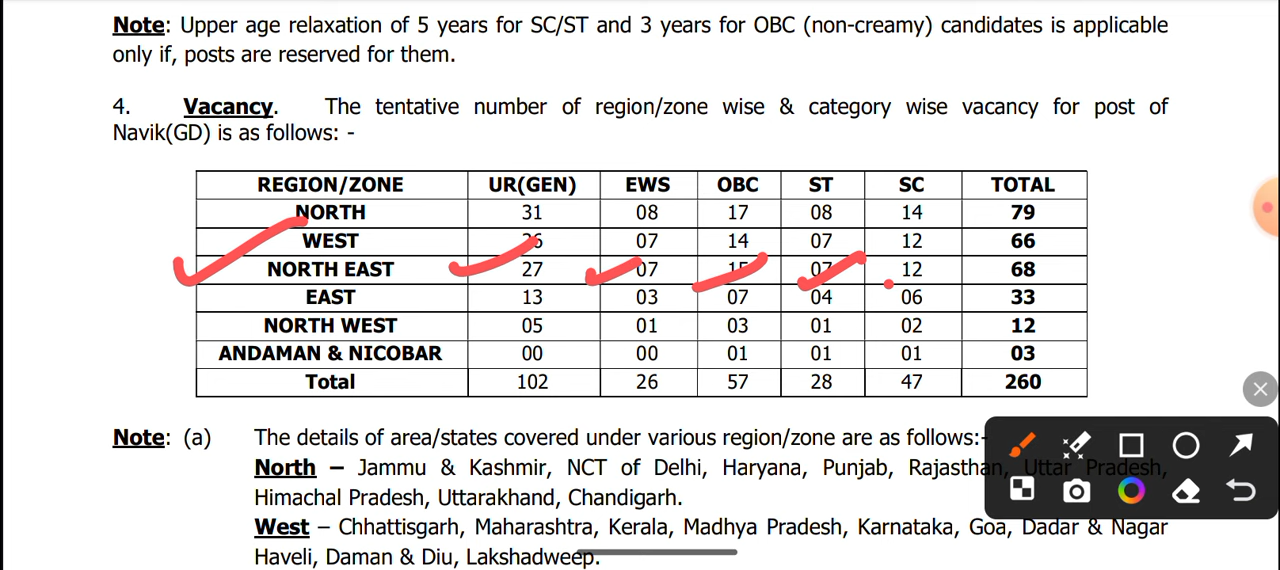 Note: Upper age relaxation of 5 years for SC/ST and 3 years for OBC (non-creamy) candidates is applicable
only if, posts are reserved for them.
4. Vacancy. The tentative number of region/zone wise & category wise vacancy for post of
Navik(GD) is as follows: -
REGION/ZONE UR(GEN) EWS OBC ST SC TOTAL
NORTH 31 08 17 08 14 79
WEST 26 07 14 07 12 66
NORTH EAST 27 07 15 07 12 68
EAST 13 03 07 04 06 33
NORTH WEST 05 01 03 01 02 12
ANDAMAN & NICOBAR 00 00 01 01 01 03
Total 102 26 57 28 47 260
Note: (a) The details of area/states covered under various region/zone are as follows:-
North – Jammu & Kashmir, NCT of Delhi, Haryana, Punjab, Rajasthan, Uttar Pradesh,
Himachal Pradesh, Uttarakhand, Chandigarh.
West – Chhattisgarh, Maharashtra, Kerala, Madhya Pradesh, Karnataka, Goa, Dadar & Nagar
Haveli, Daman & Diu, Lakshadweep.